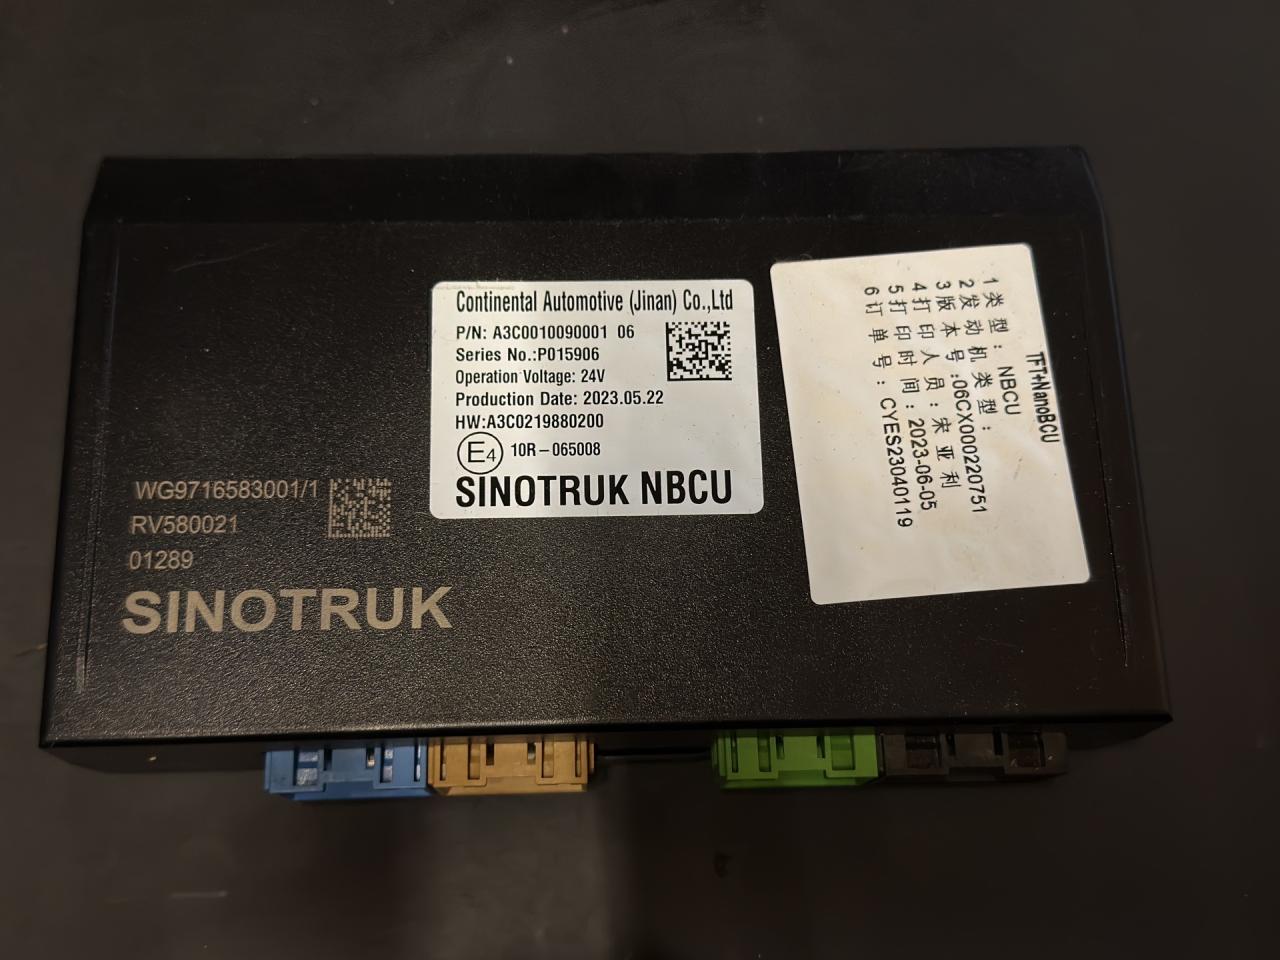 WG9716583001/1
RV580021
01289
SINOTRUK
Continental Automotive (Jinan) Co.,Ltd
P/N: A3C0010090001 06
Series No.:P015906
Operation Voltage: 24V
Production Date: 2023.05.22
HW:A3C0219880200
E4 10R-065008
SINOTRUK NBCU
TFT+NanoBCU
1 类型: NBCU
2 发动机类型:
3 版本号:06CX000220751
4 打印人员: 宋亚利
5 打印时间: 2023-06-05
6 订单号: CYES23040119